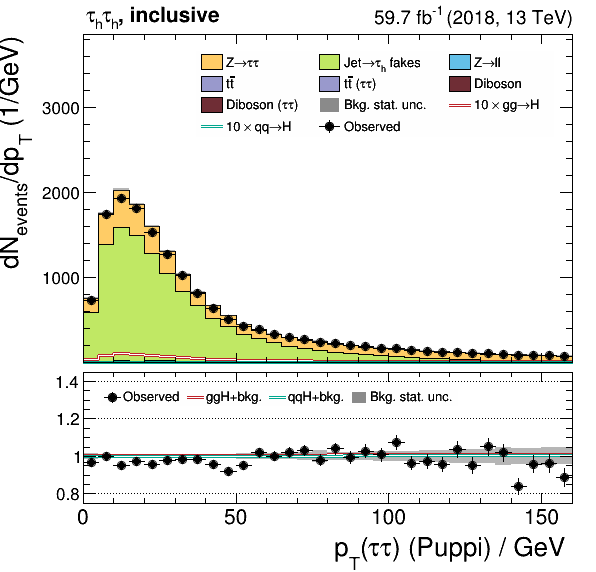 τhτh, inclusive
59.7 fb-1 (2018, 13 TeV)
dNevents/dpT (1/GeV)
Z→ττ
Jet→τh fakes
Z→ll
tt̄
tt̄ (ττ)
Diboson
Diboson (ττ)
Bkg. stat. unc.
10 × gg→H
10 × qq→H
Observed
3000
2000
1000
Observed
ggH+bkg.
qqH+bkg.
Bkg. stat. unc.
1.4
1.2
1
0.8
0
50
100
150
pT(ττ) (Puppi) / GeV